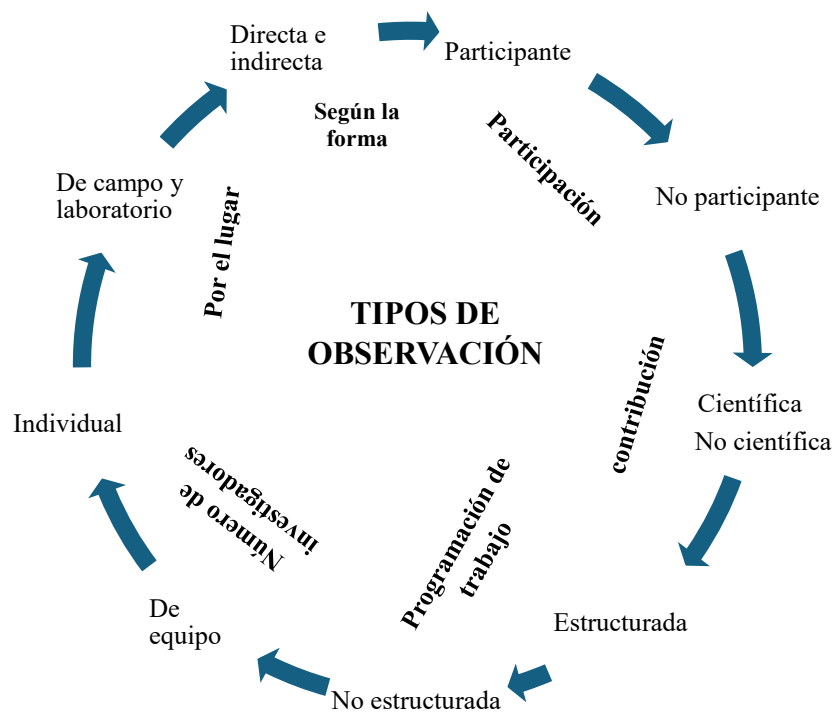 Directa e
indirecta
Participante
Según la
forma
Participación
De campo y
laboratorio
No participante
Por el lugar
TIPOS DE
OBSERVACIÓN
contribución
Científica
No científica
Individual
Número de
investigadores
Programación de
trabajo
De
equipo
Estructurada
No estructurada